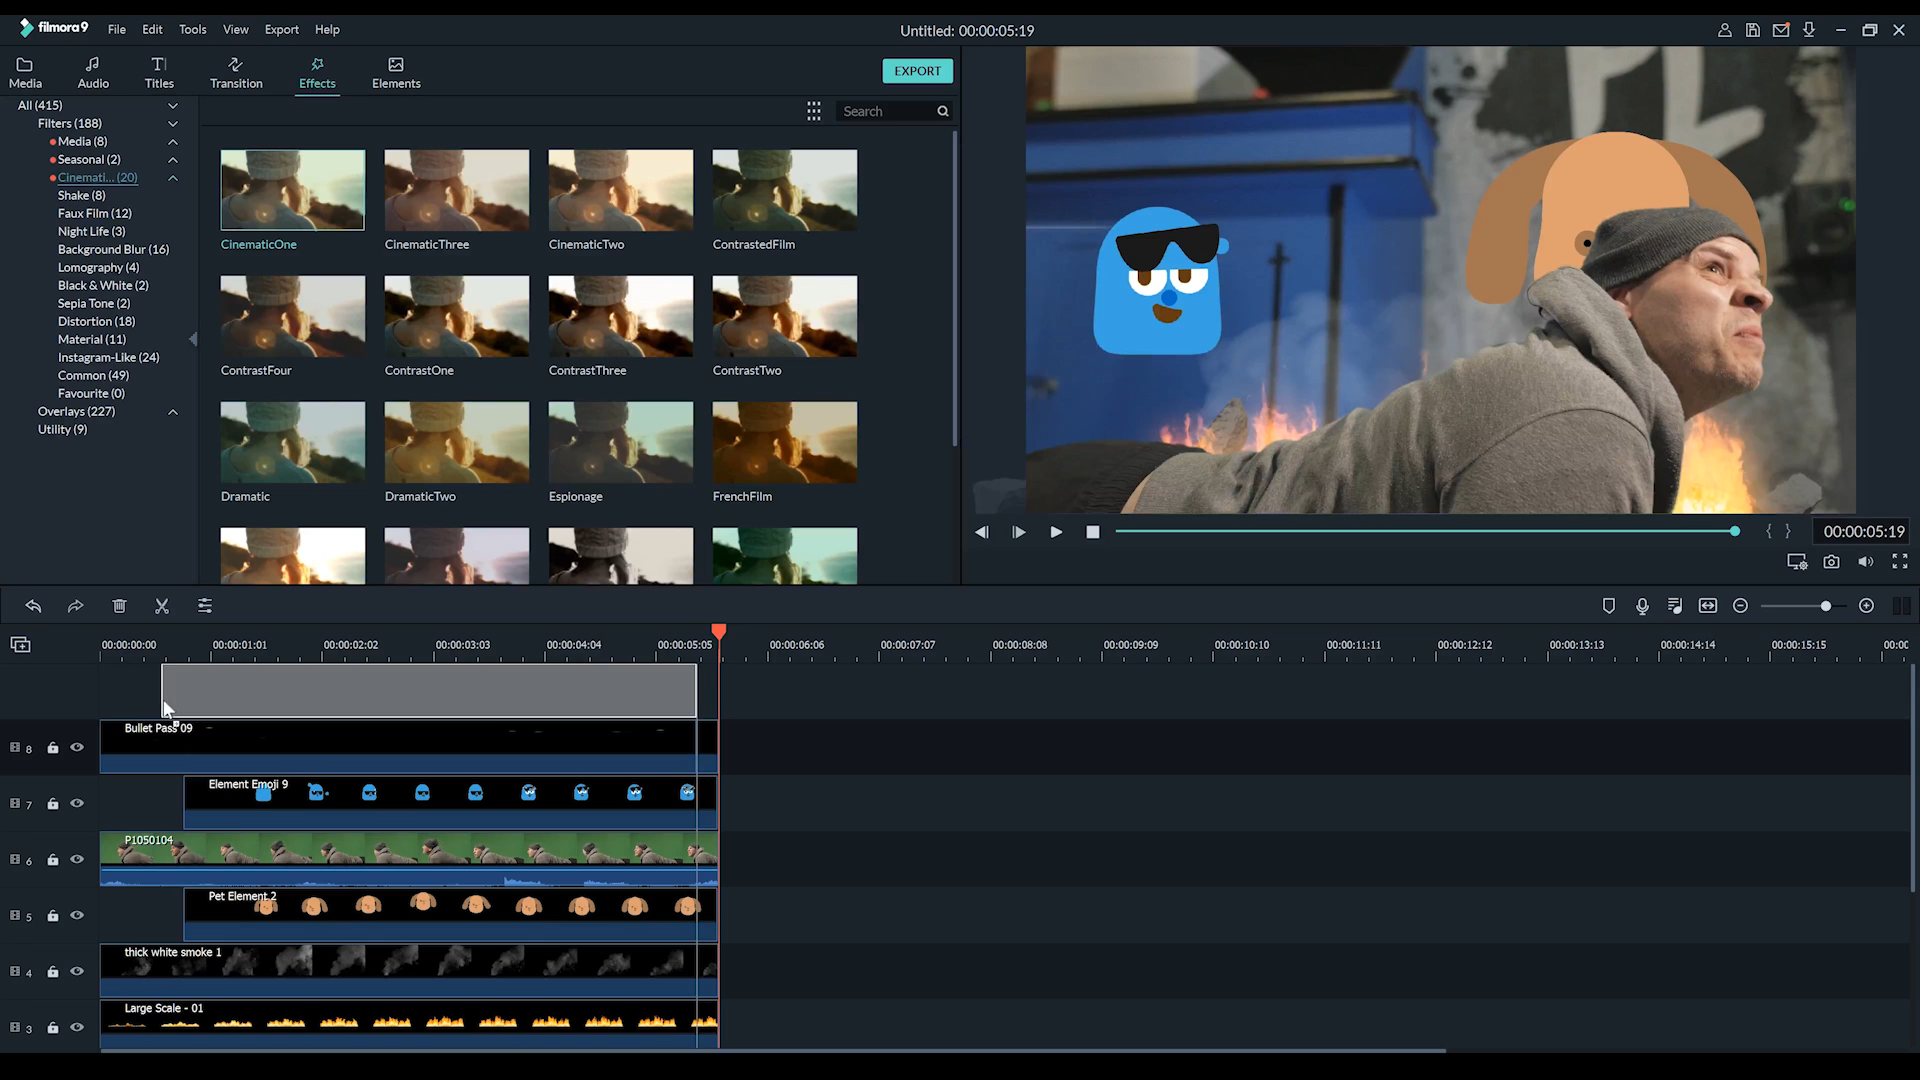 filmora9 File Edit Tools View Export Help Untitled: 00:00:05:19
Media Audio Titles Transition Effects Elements EXPORT
Search
All (415)
Filters (188)
Media (8)
Seasonal (2)
Cinemati... (20)
Shake (8)
Faux Film (12)
Night Life (3)
Background Blur (16)
Lomography (4)
Black & White (2)
Sepia Tone (2)
Distortion (18)
Material (11)
Instagram-Like (24)
Common (49)
Favourite (0)
Overlays (227)
Utility (9)
CinematicOne CinematicThree CinematicTwo ContrastedFilm
ContrastFour ContrastOne ContrastThree ContrastTwo
Dramatic DramaticTwo Espionage FrenchFilm
{ } 00:00:05:19
00:00:00:00 00:00:01:01 00:00:02:02 00:00:03:03 00:00:04:04 00:00:05:05 00:00:06:06 00:00:07:07 00:00:08:08 00:00:09:09 00:00:10:10 00:00:11:11 00:00:12:12 00:00:13:13 00:00:14:14 00:00:15:15
Bullet Pass 09
8
Element Emoji 9
7
P1050104
6
Pet Element 2
5
thick white smoke 1
4
Large Scale - 01
3